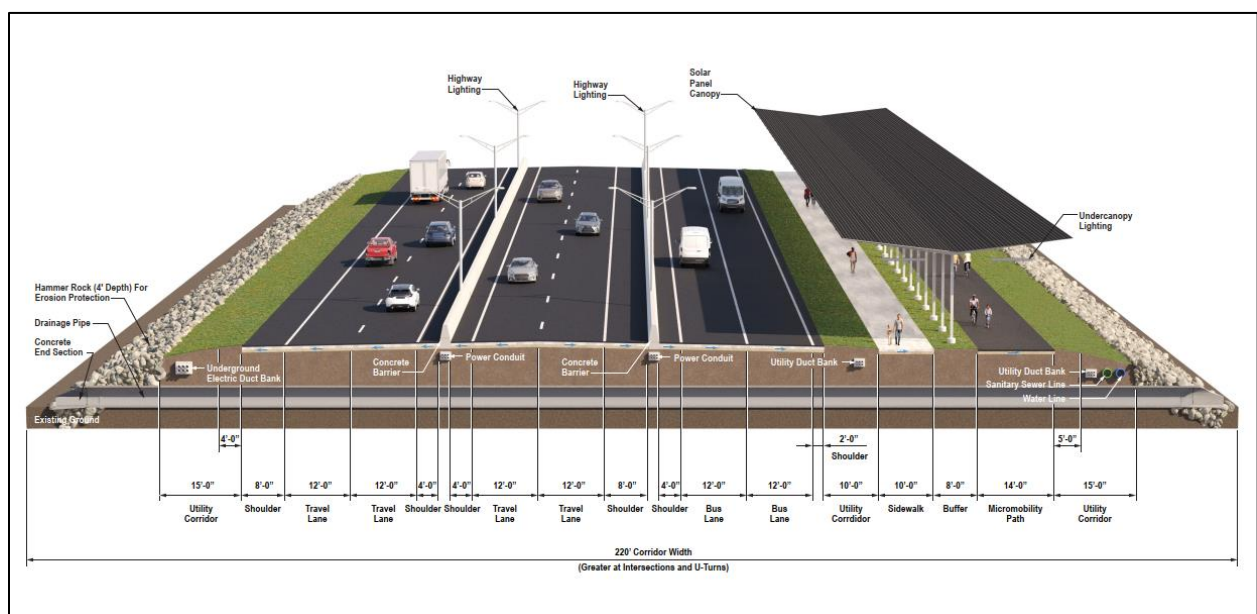 Highway
Lighting
Highway
Lighting
Solar
Panel
Canopy
Undercanopy
Lighting
Hammer Rock (4' Depth) For
Erosion Protection
Drainage Pipe
Concrete
End Section
Existing Ground
Underground
Electric Duct Bank
Concrete
Barrier
Power Conduit
Concrete
Barrier
Power Conduit
Utility Duct Bank
Utility Duct Bank
Sanitary Sewer Line
Water Line
4'-0"
2'-0"
Shoulder
5'-0"
15'-0" 8'-0" 12'-0" 12'-0" 4'-0" 4'-0" 12'-0" 12'-0" 8'-0" 4'-0" 12'-0" 12'-0" 10'-0" 10'-0" 8'-0" 14'-0" 15'-0"
Utility Shoulder Travel Travel Shoulder Shoulder Travel Travel Shoulder Shoulder Bus Bus Utility Sidewalk Buffer Micromobility Utility
Corridor Lane Lane Lane Lane Lane Lane Corrdidor Path Corridor
220' Corridor Width
(Greater at Intersections and U-Turns)